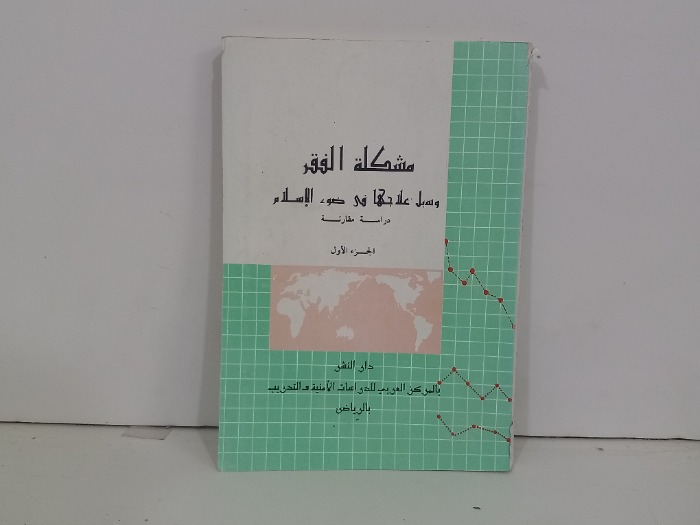 مشكلة الفقر
وسبل علاجها في ضوء الإسلام
دراسة مقارنة
الجزء الأول
دار النشر
بالمركز العربي للدراسات الأمنية والتدريب
بالرياض